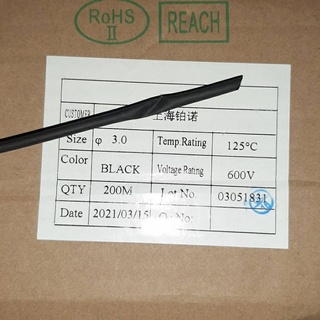 RoHS REACH
II
CUSTOMER 上海铂诺
Size φ 3.0 Temp.Rating 125°C
Color BLACK Voltage Rating 600V
QTY 200M Lot No. 03051831
Date 2021/03/15 No: